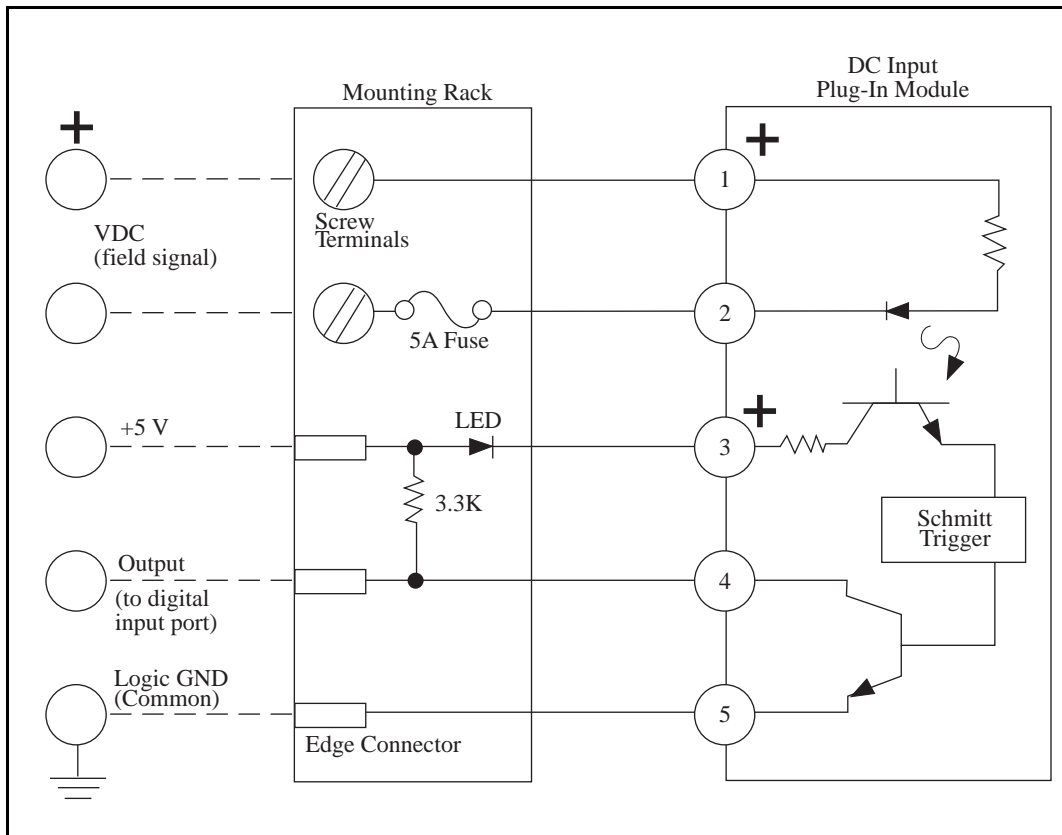 DC Input
Plug-In Module
Mounting Rack
+
+
1
Screw
Terminals
VDC
(field signal)
2
5A Fuse
+5 V
LED
+
3
3.3K
Schmitt
Trigger
Output
(to digital
input port)
4
Logic GND
(Common)
5
Edge Connector